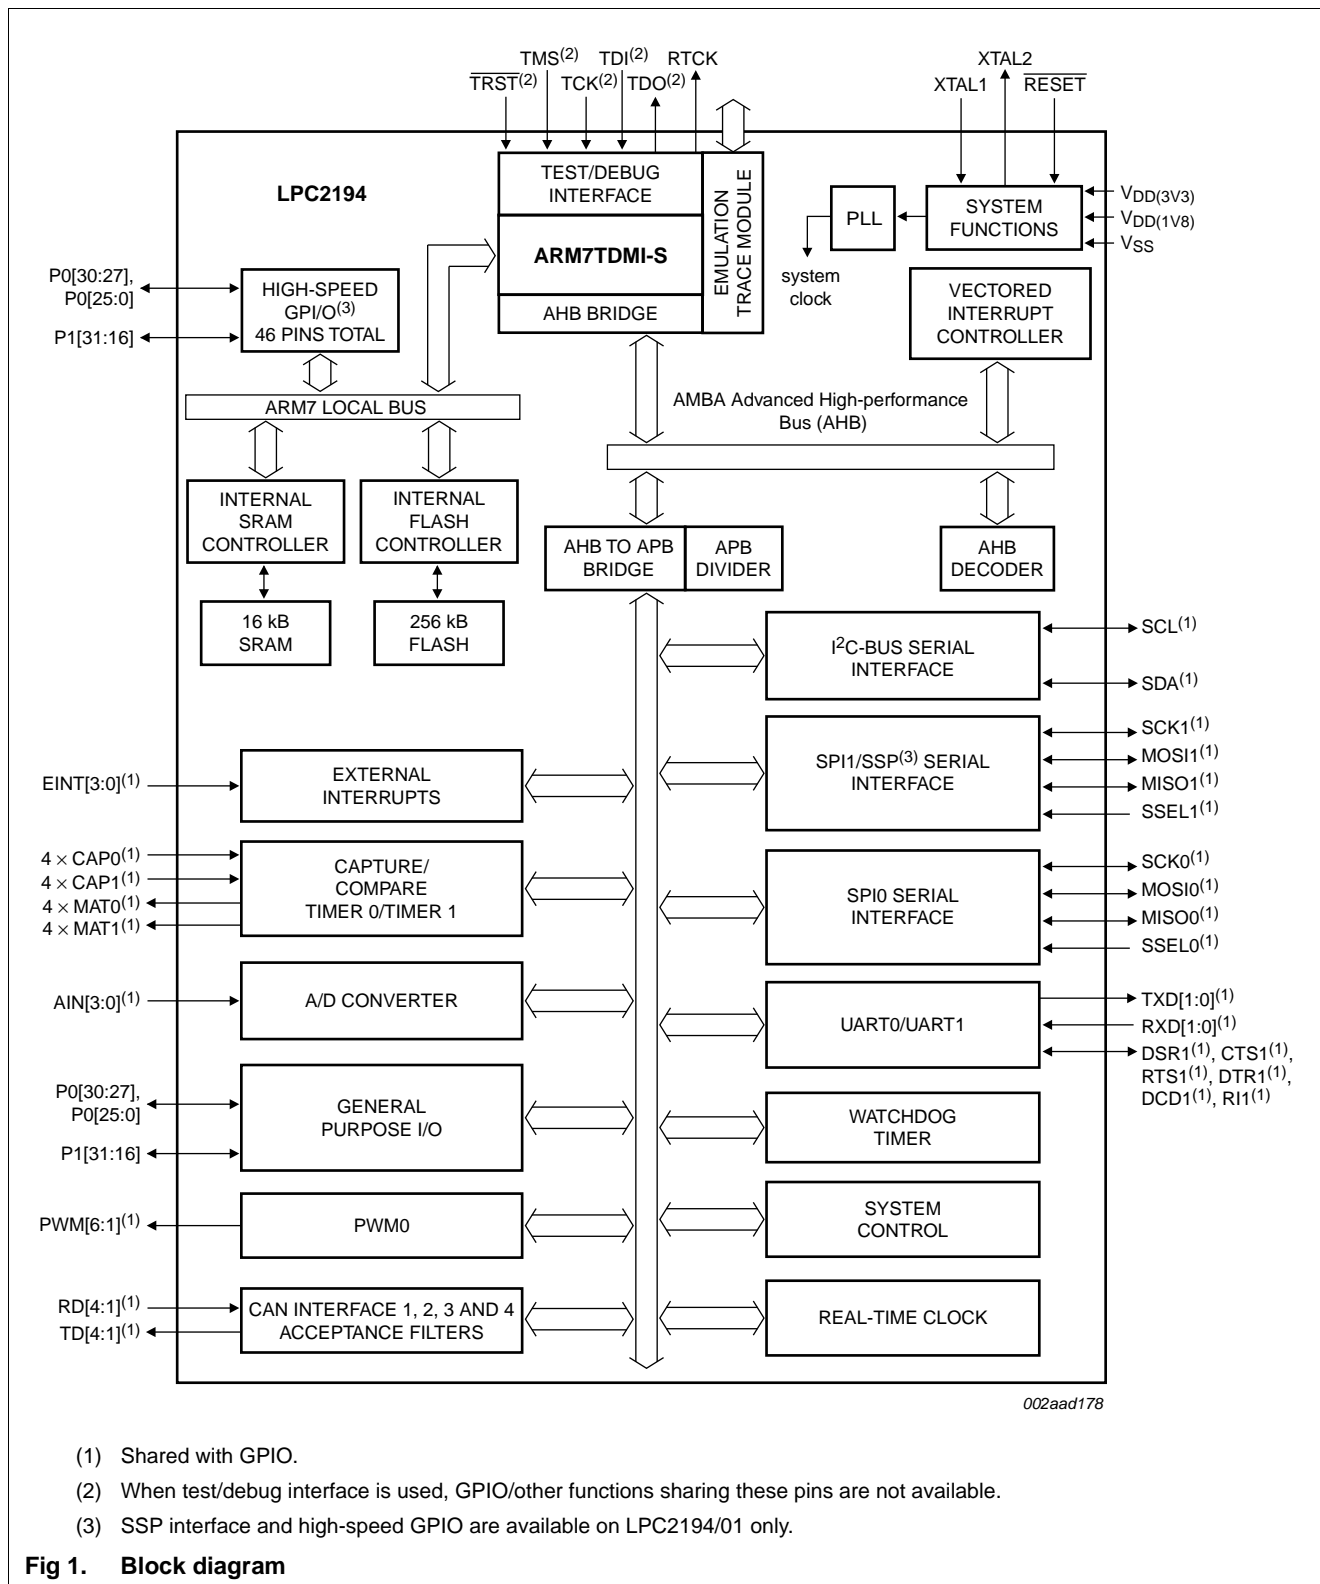 TMS(2) TDI(2) RTCK
TRST(2) TCK(2) TDO(2)
XTAL2
XTAL1 RESET
LPC2194
TEST/DEBUG
INTERFACE
ARM7TDMI-S
AHB BRIDGE
EMULATION
TRACE MODULE
PLL
system
clock
SYSTEM
FUNCTIONS
VDD(3V3)
VDD(1V8)
VSS
P0[30:27],
P0[25:0]
P1[31:16]
HIGH-SPEED
GPI/O(3)
46 PINS TOTAL
VECTORED
INTERRUPT
CONTROLLER
ARM7 LOCAL BUS
AMBA Advanced High-performance
Bus (AHB)
INTERNAL
SRAM
CONTROLLER
INTERNAL
FLASH
CONTROLLER
16 kB
SRAM
256 kB
FLASH
AHB TO APB
BRIDGE
APB
DIVIDER
AHB
DECODER
I2C-BUS SERIAL
INTERFACE
SCL(1)
SDA(1)
EINT[3:0](1)
EXTERNAL
INTERRUPTS
SPI1/SSP(3) SERIAL
INTERFACE
SCK1(1)
MOSI1(1)
MISO1(1)
SSEL1(1)
4 × CAP0(1)
4 × CAP1(1)
4 × MAT0(1)
4 × MAT1(1)
CAPTURE/
COMPARE
TIMER 0/TIMER 1
SPI0 SERIAL
INTERFACE
SCK0(1)
MOSI0(1)
MISO0(1)
SSEL0(1)
AIN[3:0](1)
A/D CONVERTER
UART0/UART1
TXD[1:0](1)
RXD[1:0](1)
DSR1(1), CTS1(1),
RTS1(1), DTR1(1),
DCD1(1), RI1(1)
P0[30:27],
P0[25:0]
P1[31:16]
GENERAL
PURPOSE I/O
WATCHDOG
TIMER
PWM[6:1](1)
PWM0
SYSTEM
CONTROL
RD[4:1](1)
TD[4:1](1)
CAN INTERFACE 1, 2, 3 AND 4
ACCEPTANCE FILTERS
REAL-TIME CLOCK
002aad178
(1) Shared with GPIO.
(2) When test/debug interface is used, GPIO/other functions sharing these pins are not available.
(3) SSP interface and high-speed GPIO are available on LPC2194/01 only.
Fig 1. Block diagram